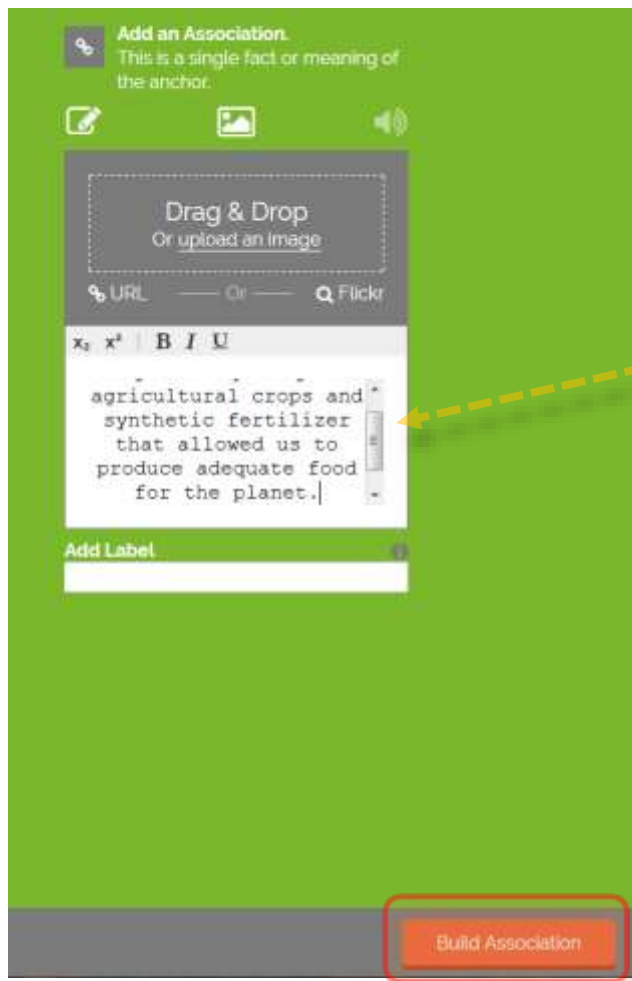 Add an Association.
This is a single fact or meaning of
the anchor.
Drag & Drop
Or upload an image
URL Or Flickr
x₂ x² B I U
agricultural crops and
synthetic fertilizer
that allowed us to
produce adequate food
for the planet.
Add Label
Build Association